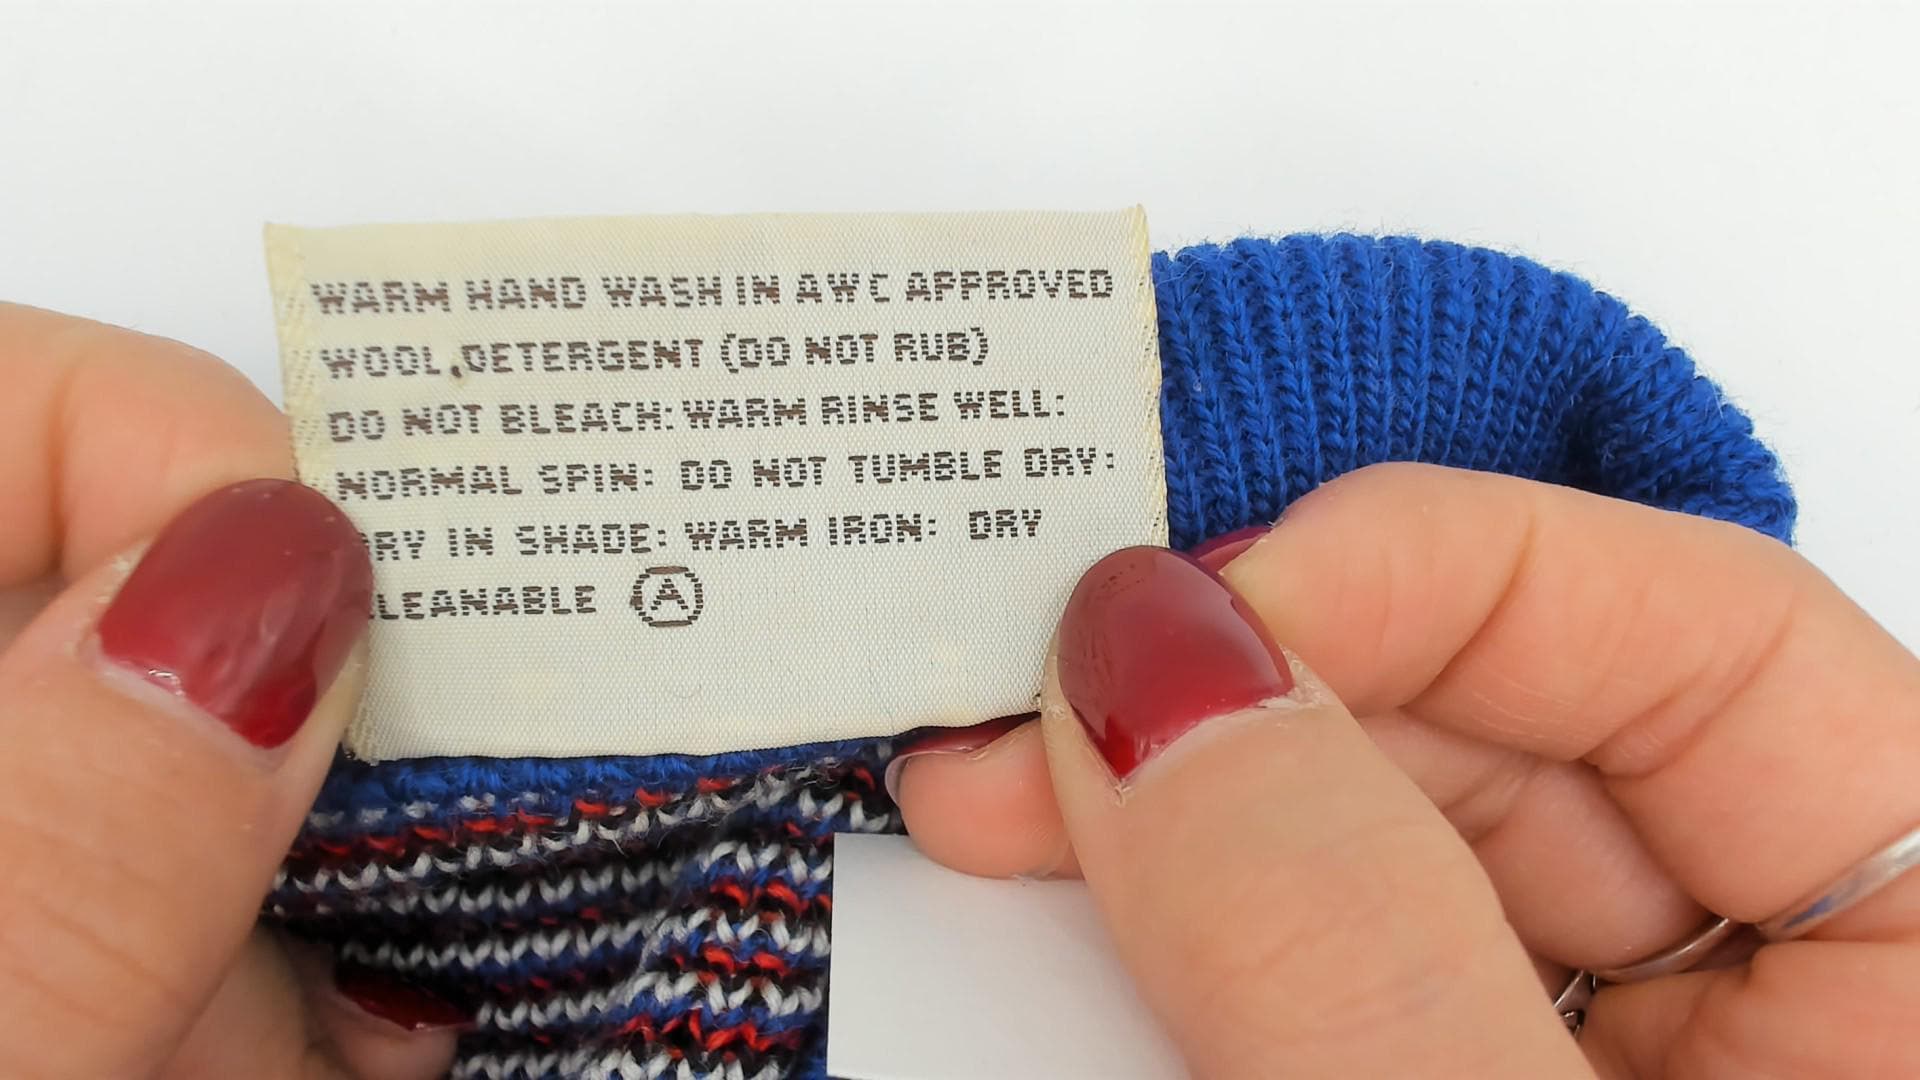 WARM HAND WASH IN AWC APPROVED
WOOL, DETERGENT (DO NOT RUB)
DO NOT BLEACH: WARM RINSE WELL:
NORMAL SPIN: DO NOT TUMBLE DRY:
DRY IN SHADE: WARM IRON: DRY
CLEANABLE Ⓐ